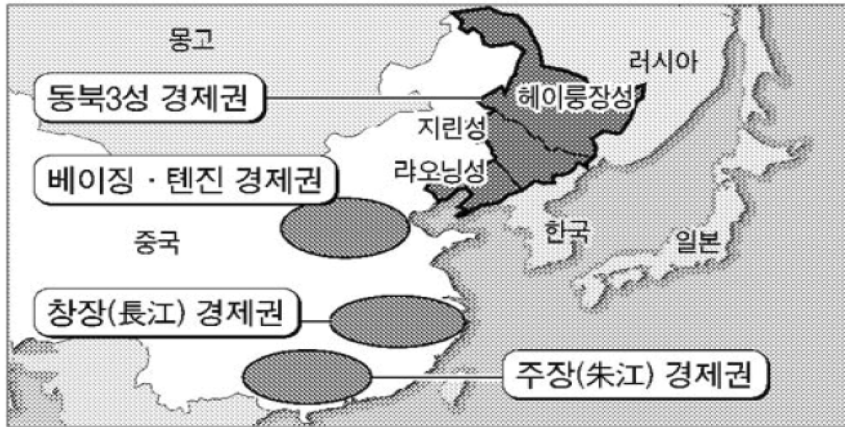 몽고
러시아
동북3성 경제권
헤이룽장성
지린성
베이징 · 톈진 경제권
랴오닝성
중국
한국
일본
창장(長江) 경제권
주장(朱江) 경제권